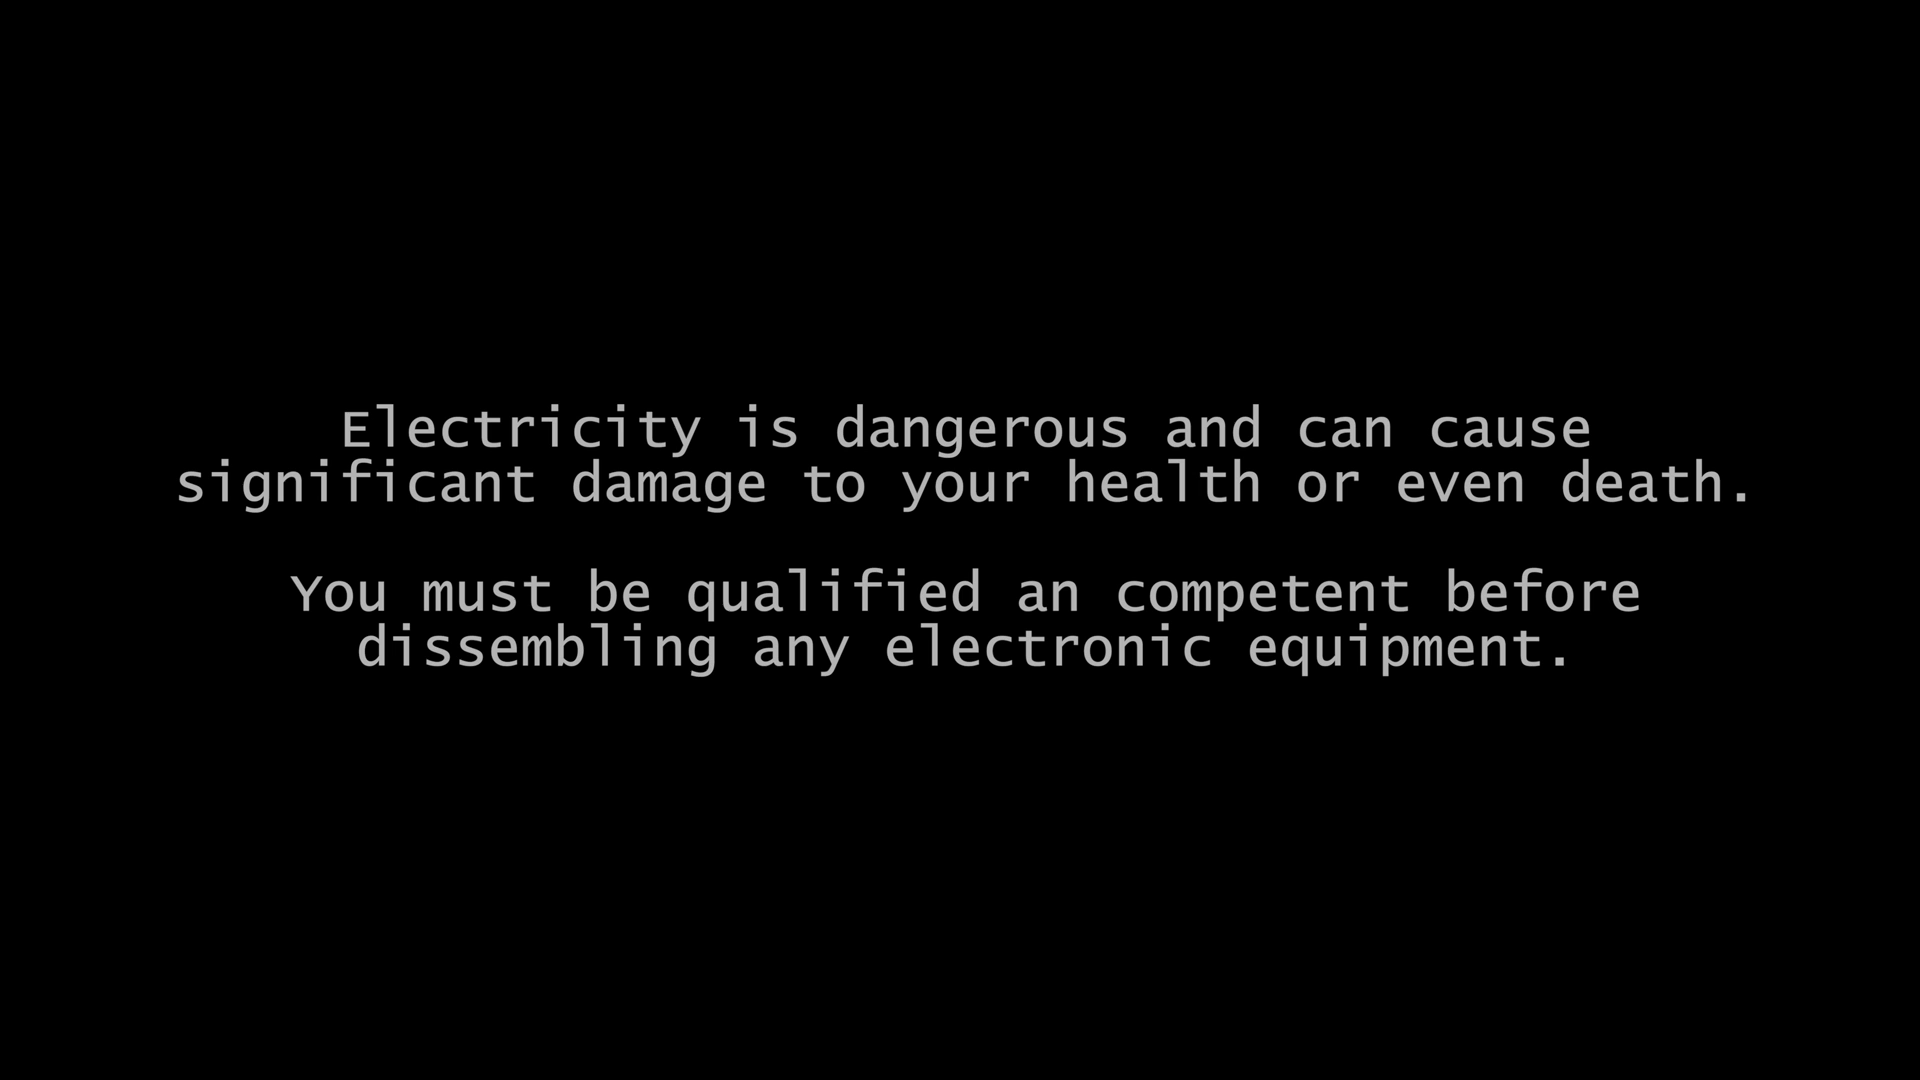 Electricity is dangerous and can cause
significant damage to your health or even death.
You must be qualified an competent before
dissembling any electronic equipment.